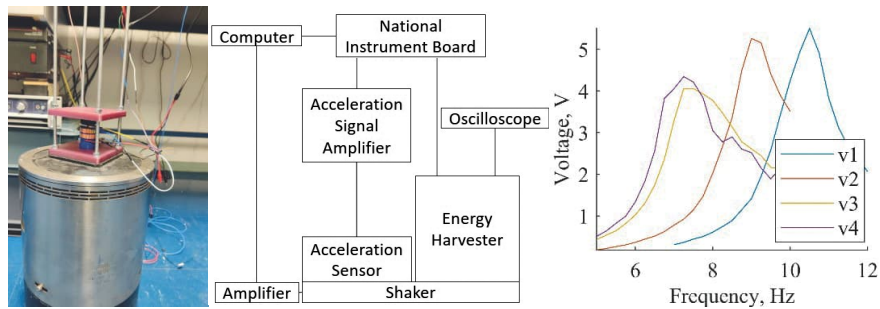 National
Instrument Board
Computer
Acceleration
Signal
Amplifier
Oscilloscope
Energy
Harvester
Acceleration
Sensor
Amplifier
Shaker
Voltage, V
5
4
3
2
1
v1
v2
v3
v4
6 8 10 12
Frequency, Hz